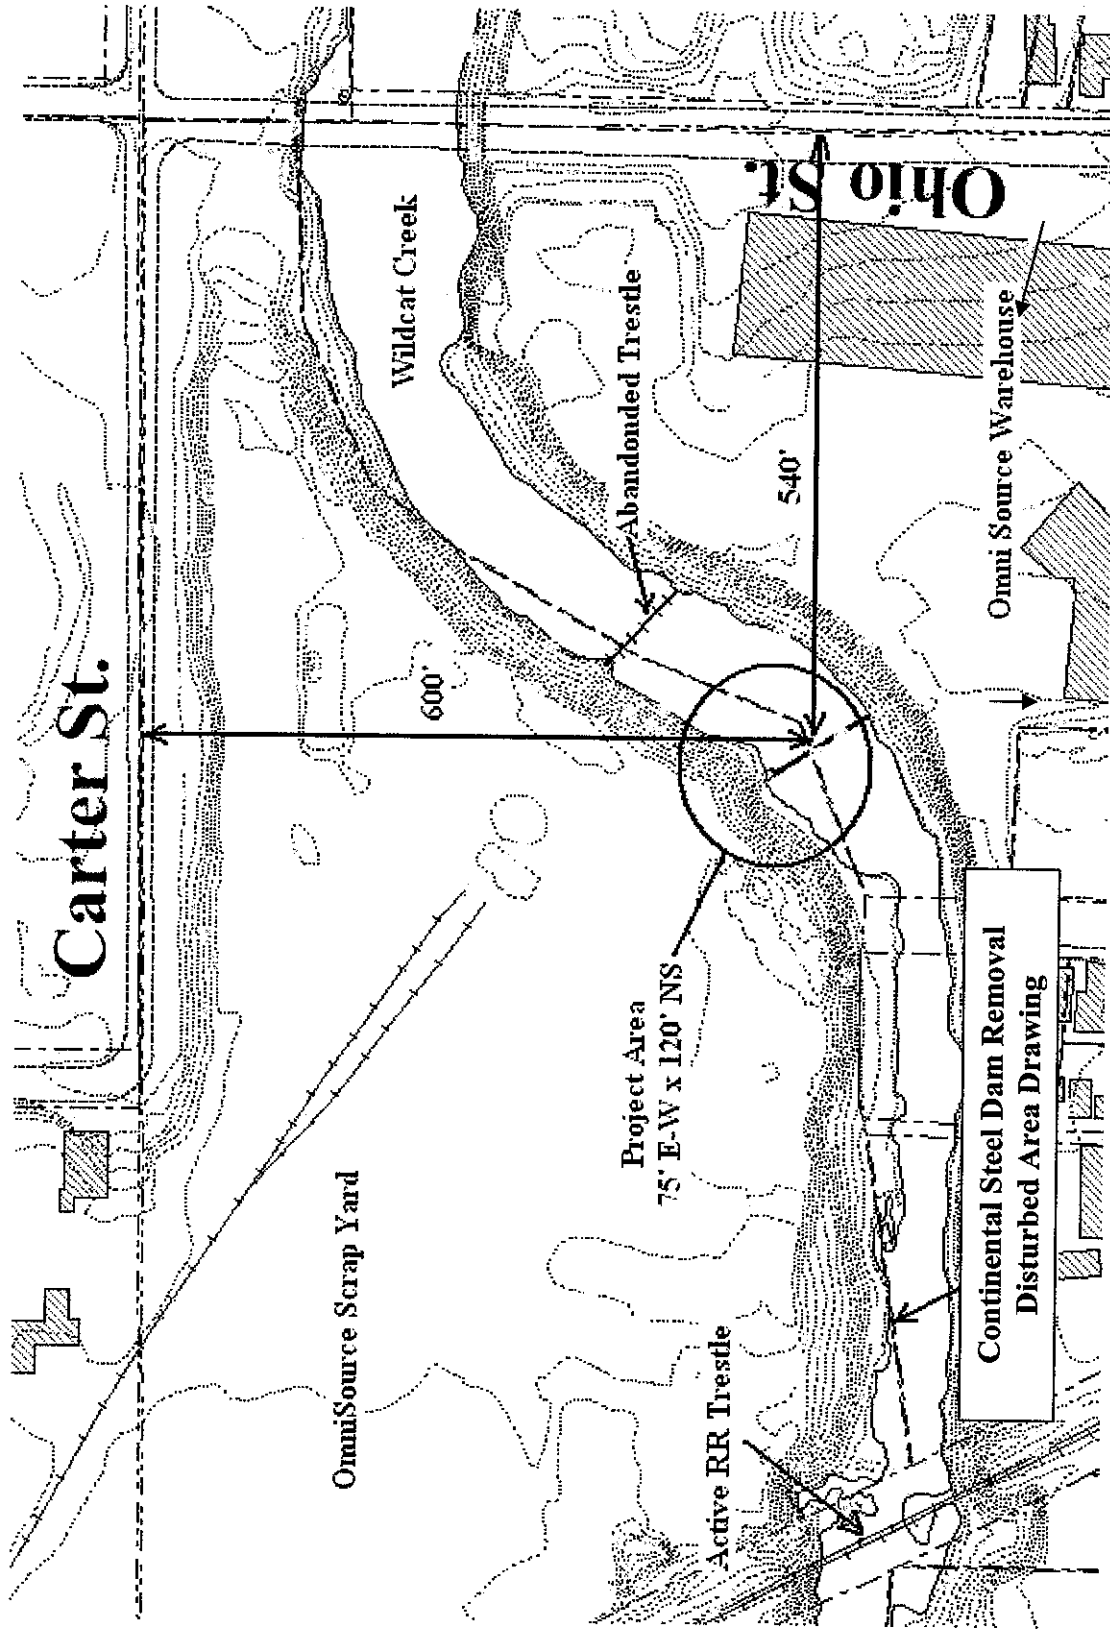 Carter St.
Ohio St.
Wildcat Creek
Abandonded Trestle
600'
540'
Omni Source Warehouse
Project Area
75' E-W x 120' NS
OmniSource Scrap Yard
Active RR Trestle
Continental Steel Dam Removal
Disturbed Area Drawing